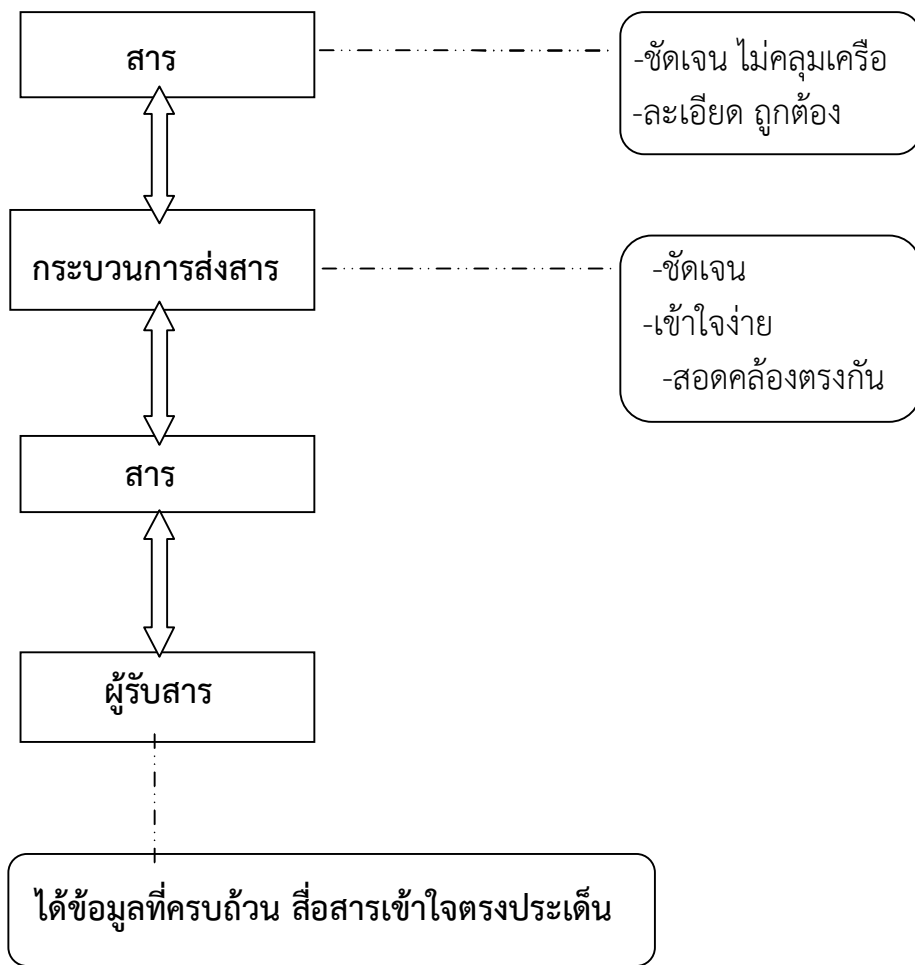 สาร
-ชัดเจน ไม่คลุมเครือ
-ละเอียด ถูกต้อง
กระบวนการส่งสาร
-ชัดเจน
-เข้าใจง่าย
-สอดคล้องตรงกัน
สาร
ผู้รับสาร
ได้ข้อมูลที่ครบถ้วน สื่อสารเข้าใจตรงประเด็น